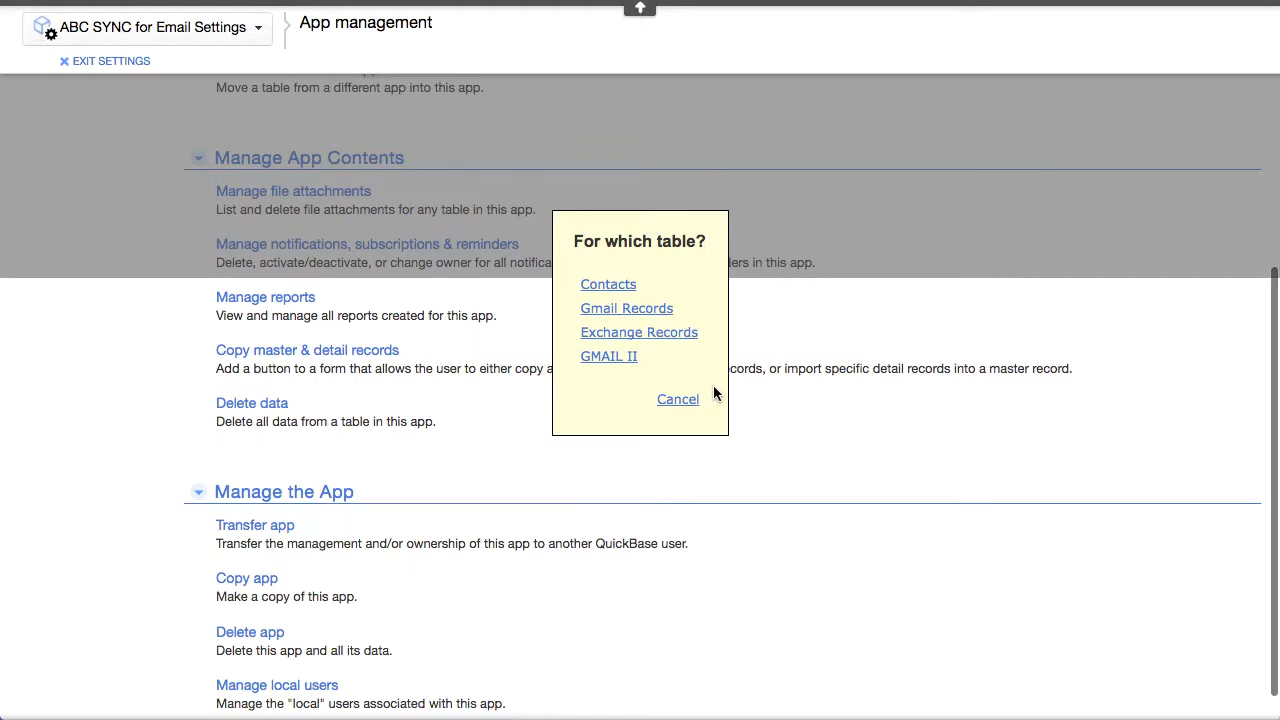 ABC SYNC for Email Settings
App management
EXIT SETTINGS
Move a table from a different app into this app.
Manage App Contents
Manage file attachments
List and delete file attachments for any table in this app.
Manage notifications, subscriptions & reminders
Delete, activate/deactivate, or change owner for all notifica ders in this app.
Manage reports
View and manage all reports created for this app.
Copy master & detail records
Add a button to a form that allows the user to either copy a cords, or import specific detail records into a master record.
Delete data
Delete all data from a table in this app.
For which table?
Contacts
Gmail Records
Exchange Records
GMAIL II
Cancel
Manage the App
Transfer app
Transfer the management and/or ownership of this app to another QuickBase user.
Copy app
Make a copy of this app.
Delete app
Delete this app and all its data.
Manage local users
Manage the "local" users associated with this app.